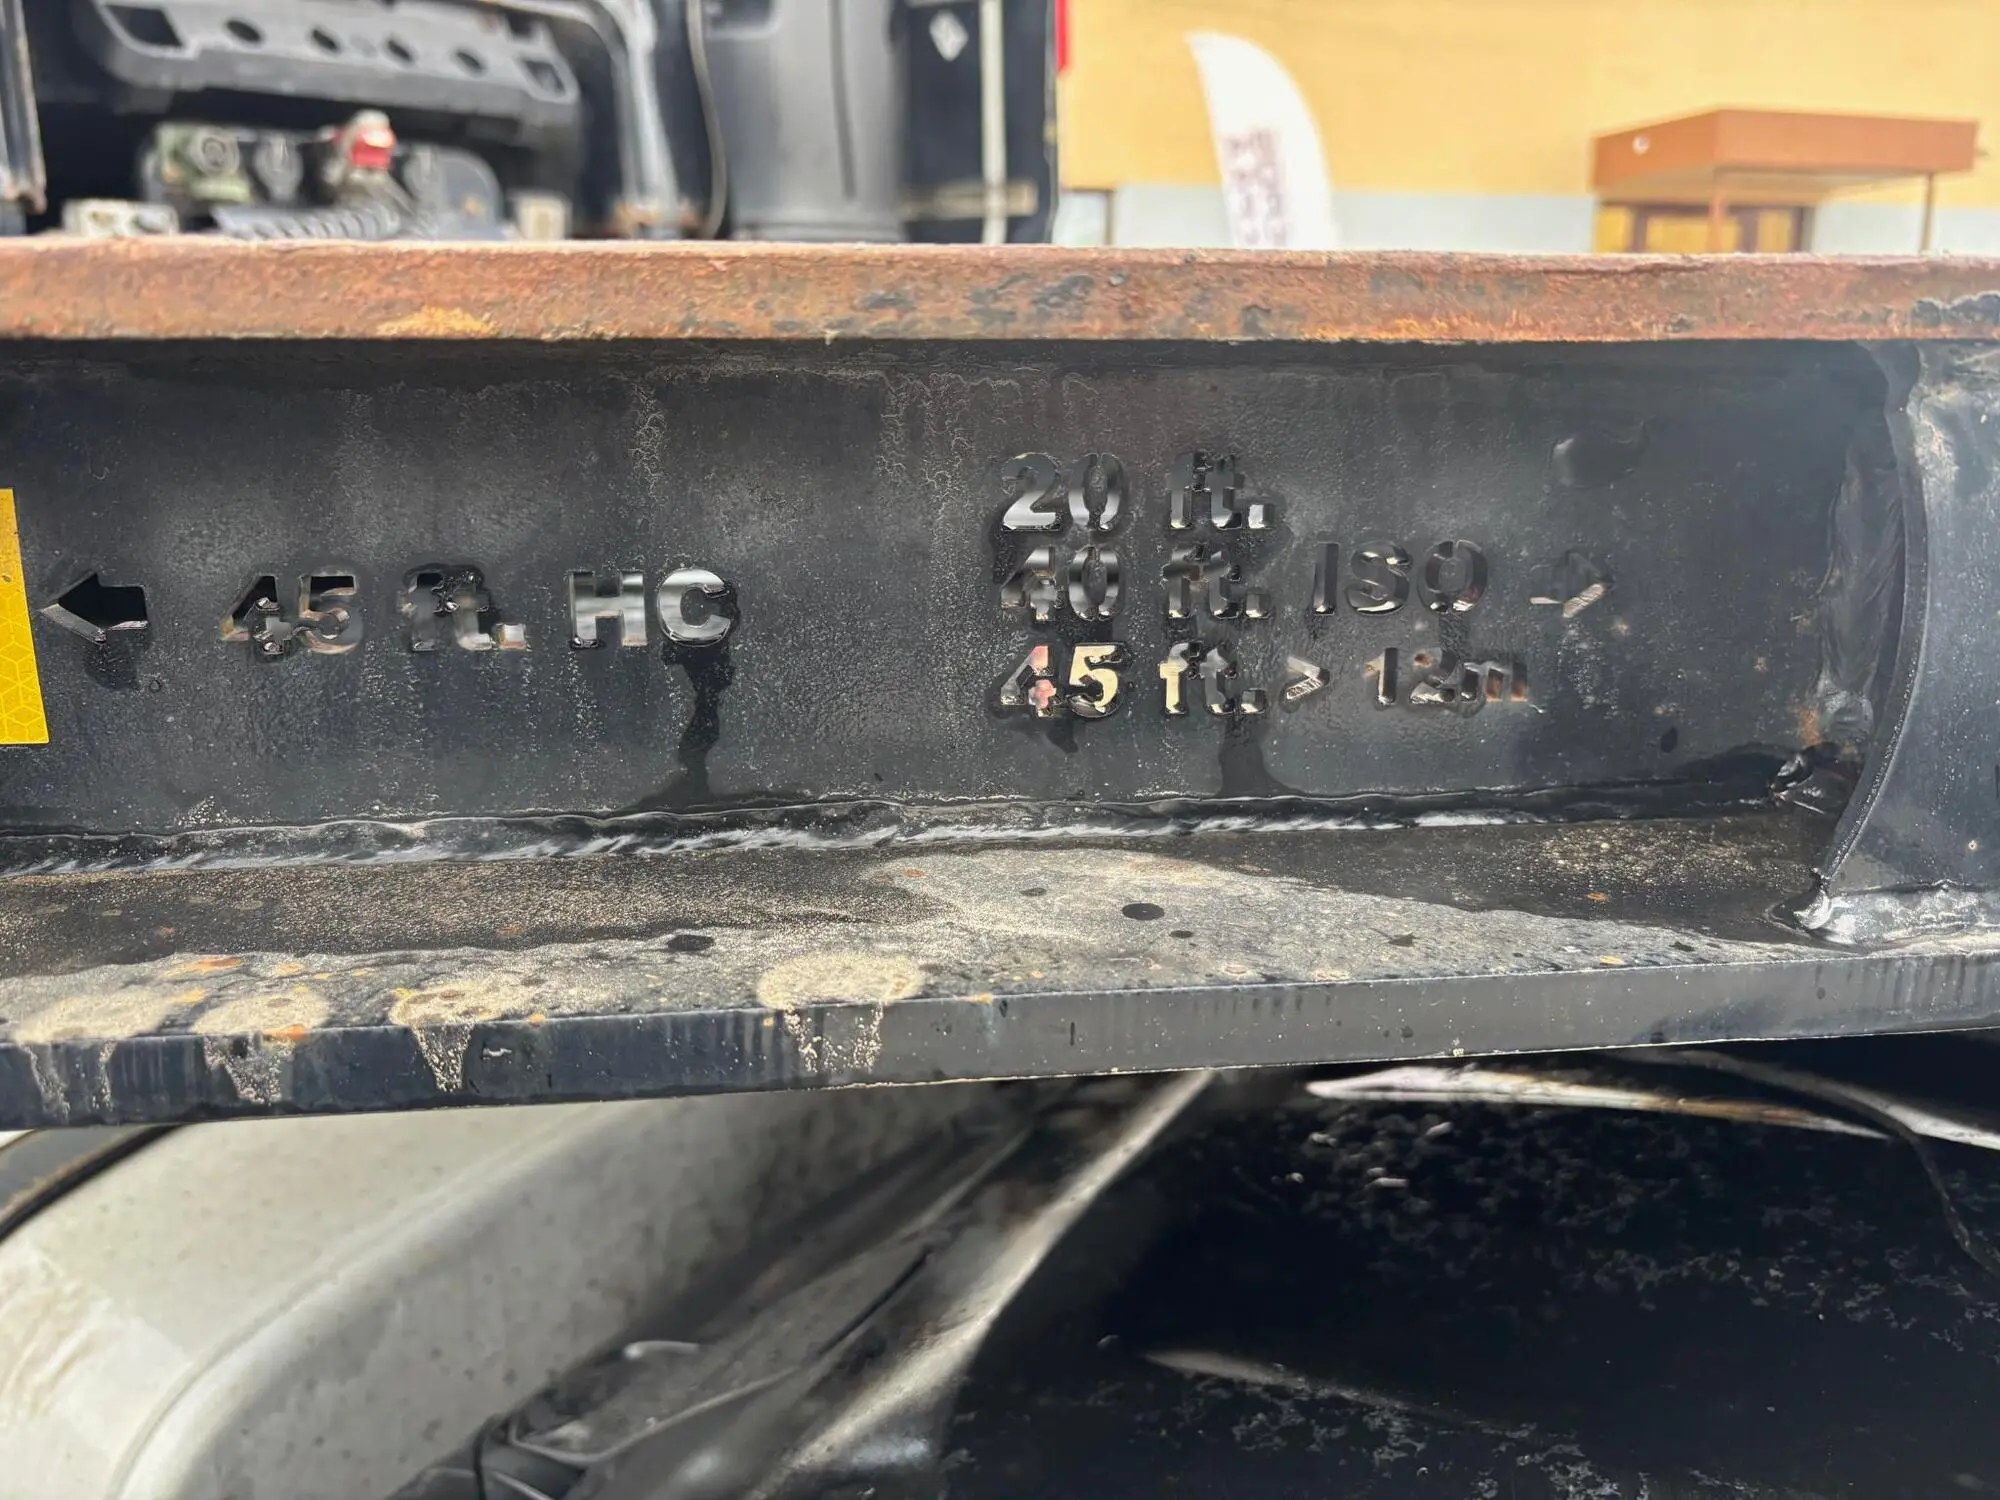 ← 45 ft. HC
20 ft.
40 ft. ISO →
45 ft. > 12m